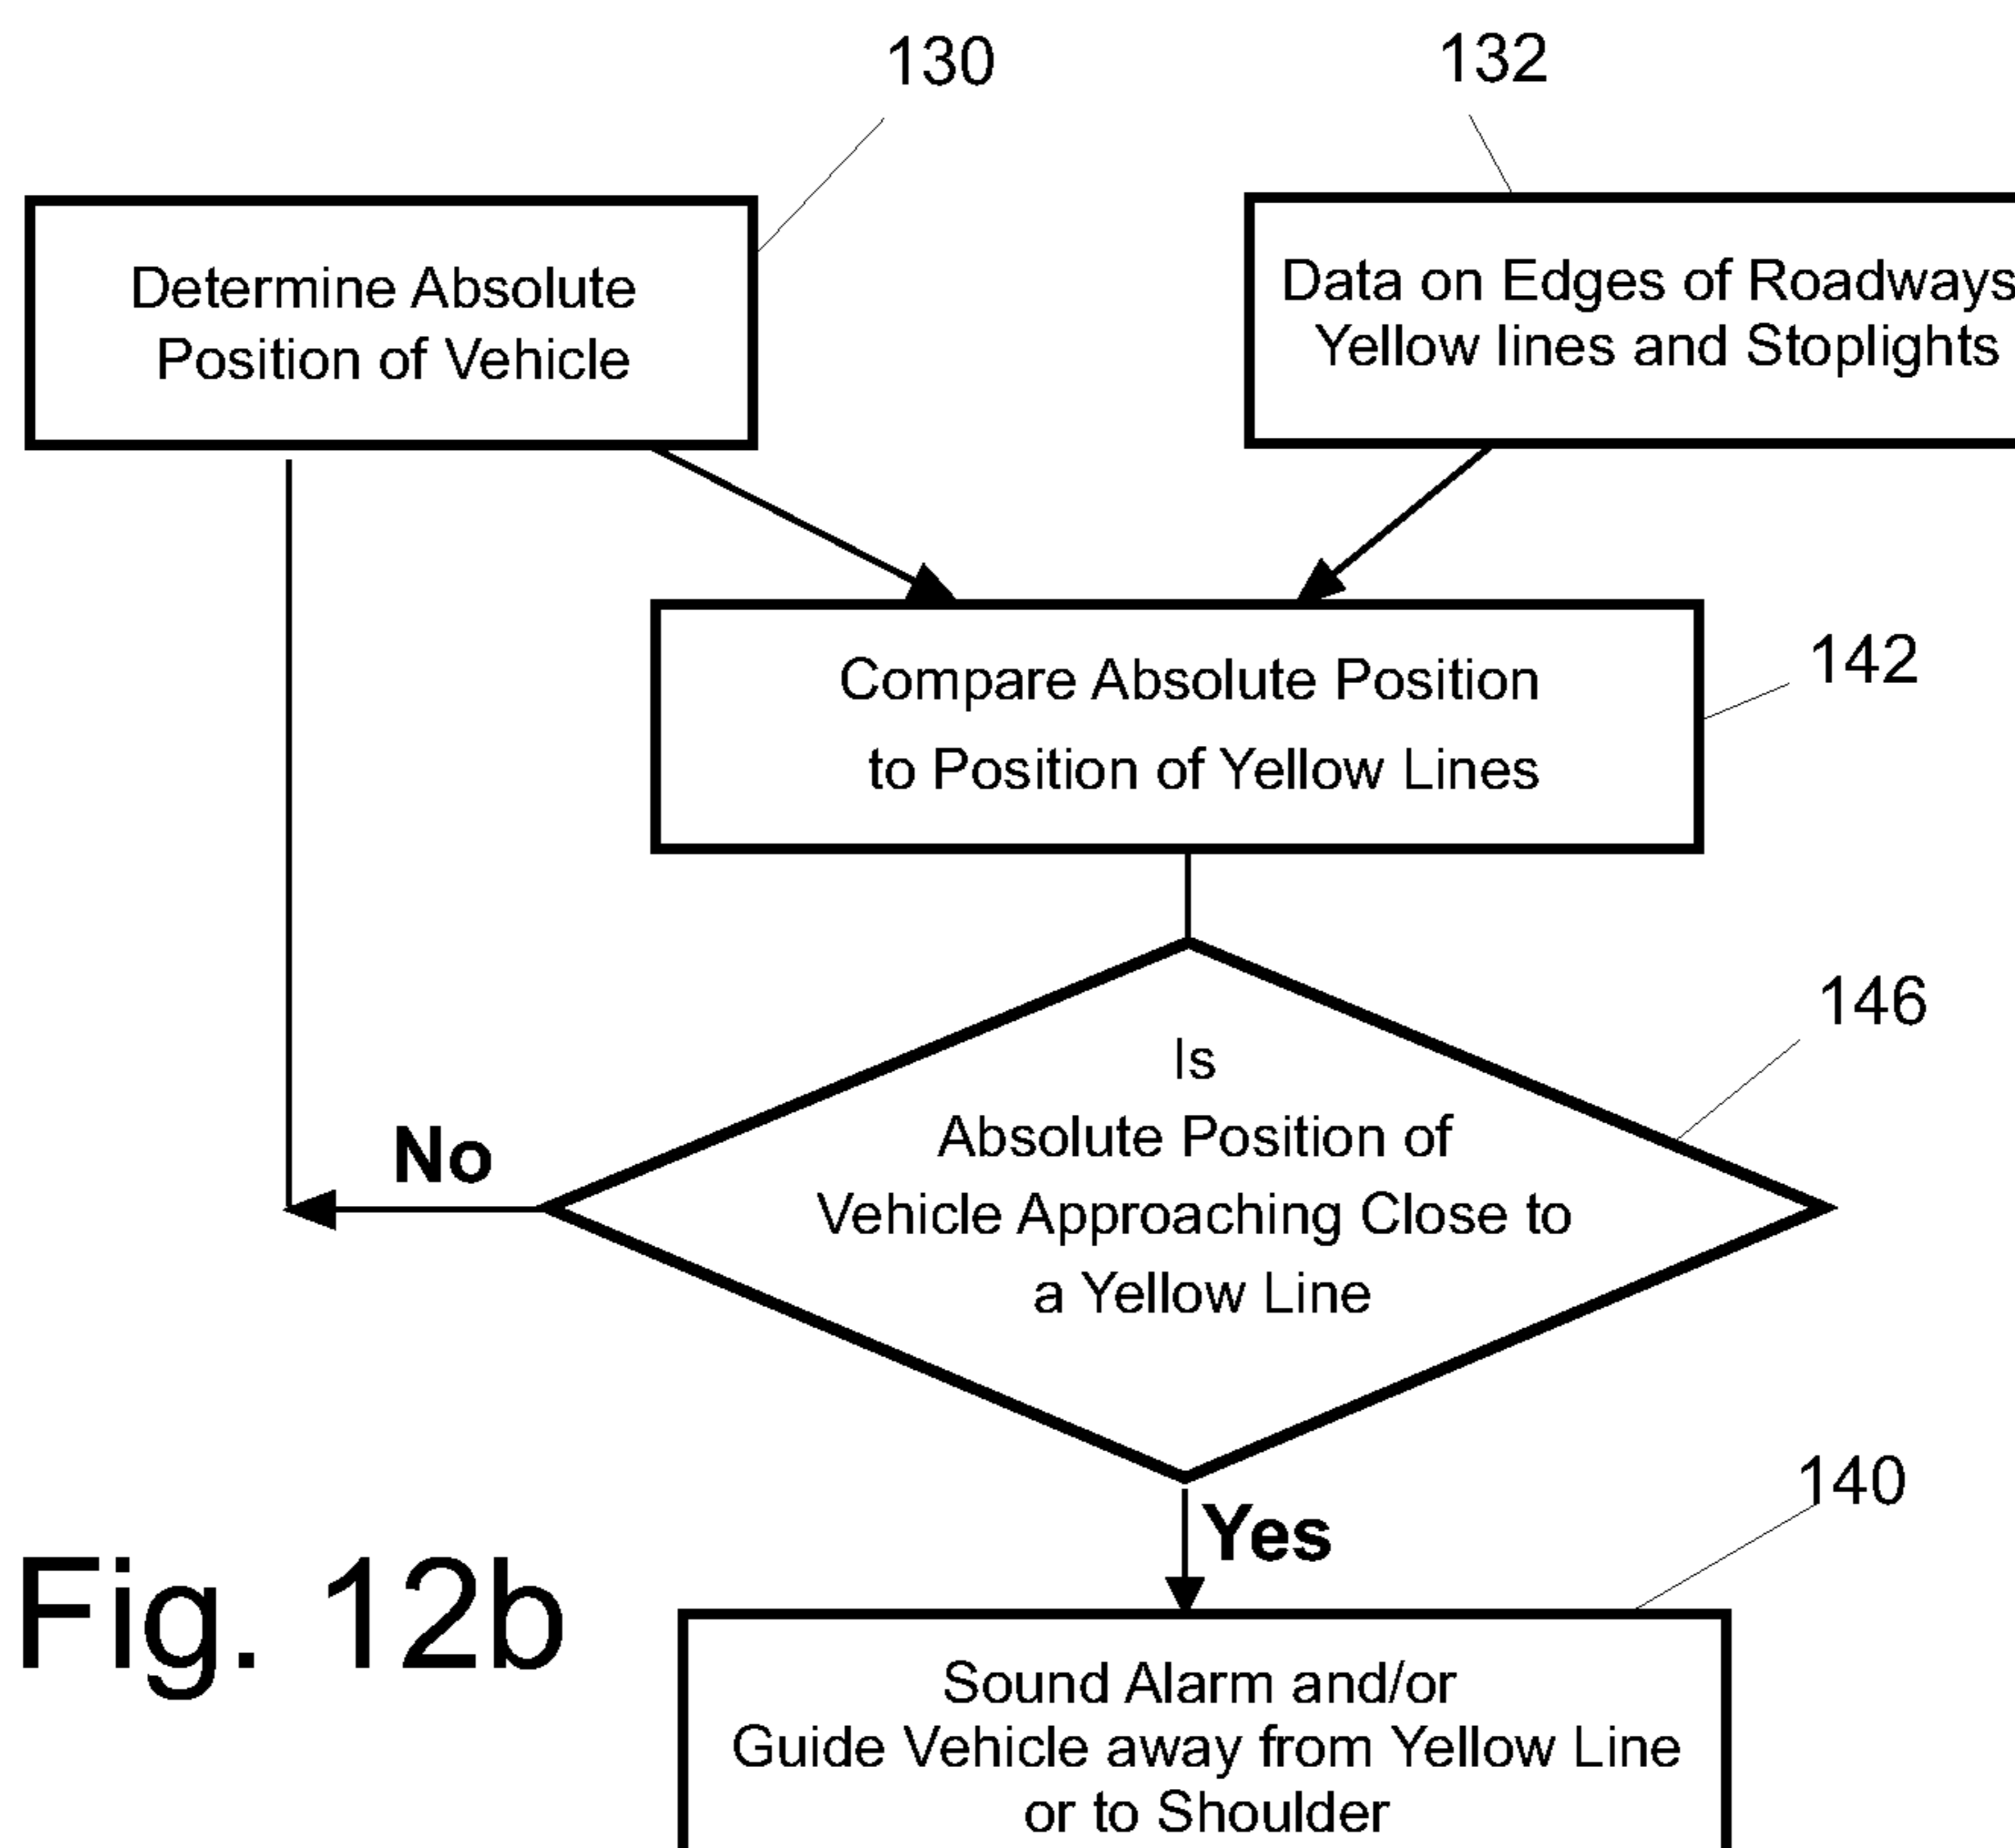 130
132
Determine Absolute
Position of Vehicle
Data on Edges of Roadways
Yellow lines and Stoplights
Compare Absolute Position
to Position of Yellow Lines
142
Is
Absolute Position of
Vehicle Approaching Close to
a Yellow Line
146
No
Yes
140
Fig. 12b
Sound Alarm and/or
Guide Vehicle away from Yellow Line
or to Shoulder